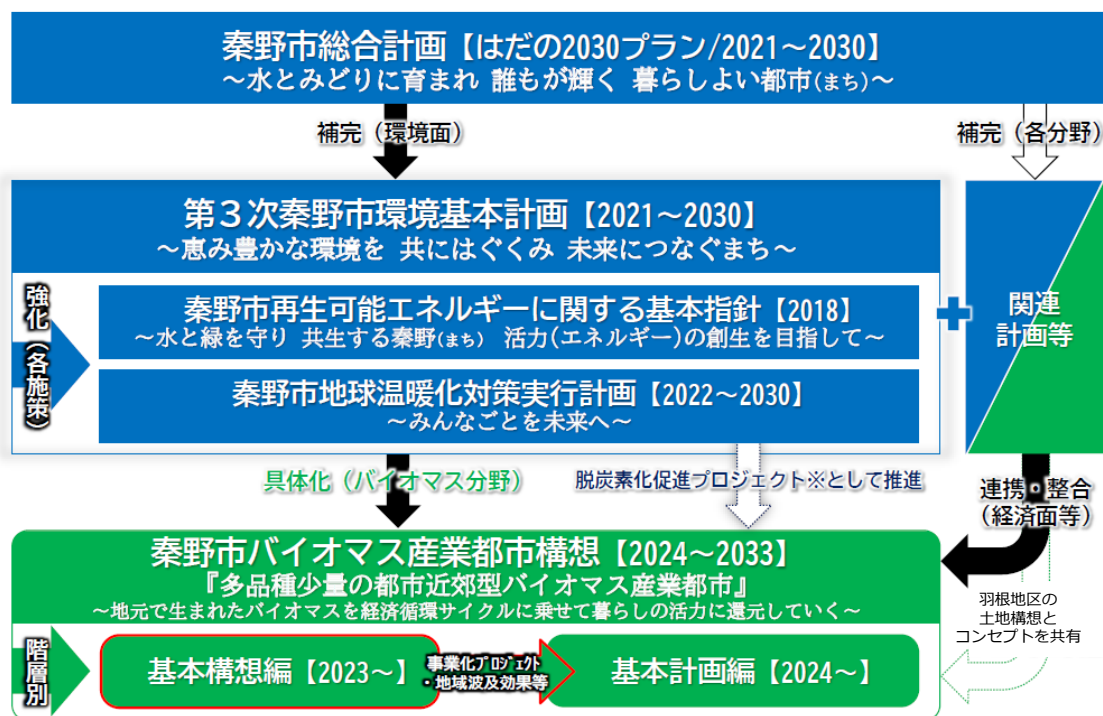 秦野市総合計画【はだの2030プラン/2021～2030】
～水とみどりに育まれ 誰もが輝く 暮らしよい都市(まち)～
補完（環境面）
補完（各分野）
第３次秦野市環境基本計画【2021～2030】
～恵み豊かな環境を 共にはぐくみ 未来につなぐまち～
強化（各施策）
秦野市再生可能エネルギーに関する基本指針【2018】
～水と緑を守り 共生する秦野(まち) 活力(エネルギー)の創生を目指して～
秦野市地球温暖化対策実行計画【2022～2030】
～みんなごとを未来へ～
関連
計画等
具体化（バイオマス分野）
脱炭素化促進プロジェクト※として推進
連携・整合
（経済面等）
秦野市バイオマス産業都市構想【2024～2033】
『多品種少量の都市近郊型バイオマス産業都市』
～地元で生まれたバイオマスを経済循環サイクルに乗せて暮らしの活力に還元していく～
羽根地区の
土地構想と
コンセプトを共有
階層別
基本構想編【2023～】
事業化ﾌﾟﾛｼﾞｪｸﾄ
・地域波及効果等
基本計画編【2024～】